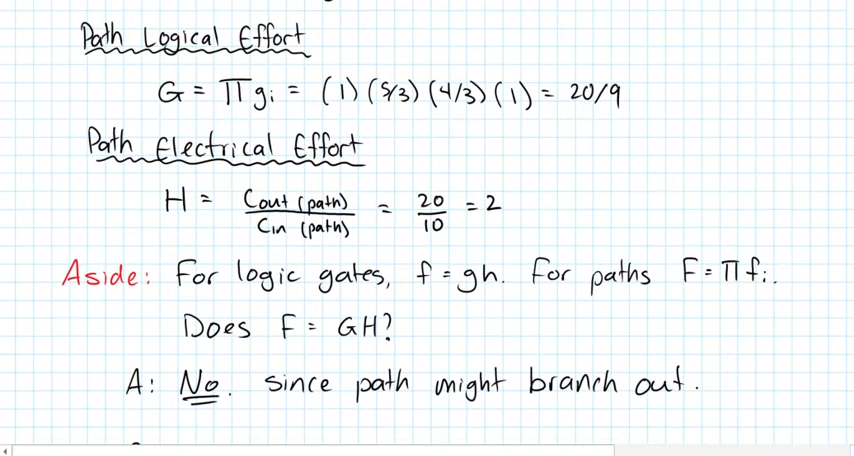 Path Logical Effort
G = Π gi = (1) (5/3) (4/3) (1) = 20/9
Path Electrical Effort
H = Cout (path) / Cin (path) = 20/10 = 2
Aside: For logic gates, f = gh. For paths F = Π fi.
Does F = GH?
A: No. since path might branch out.